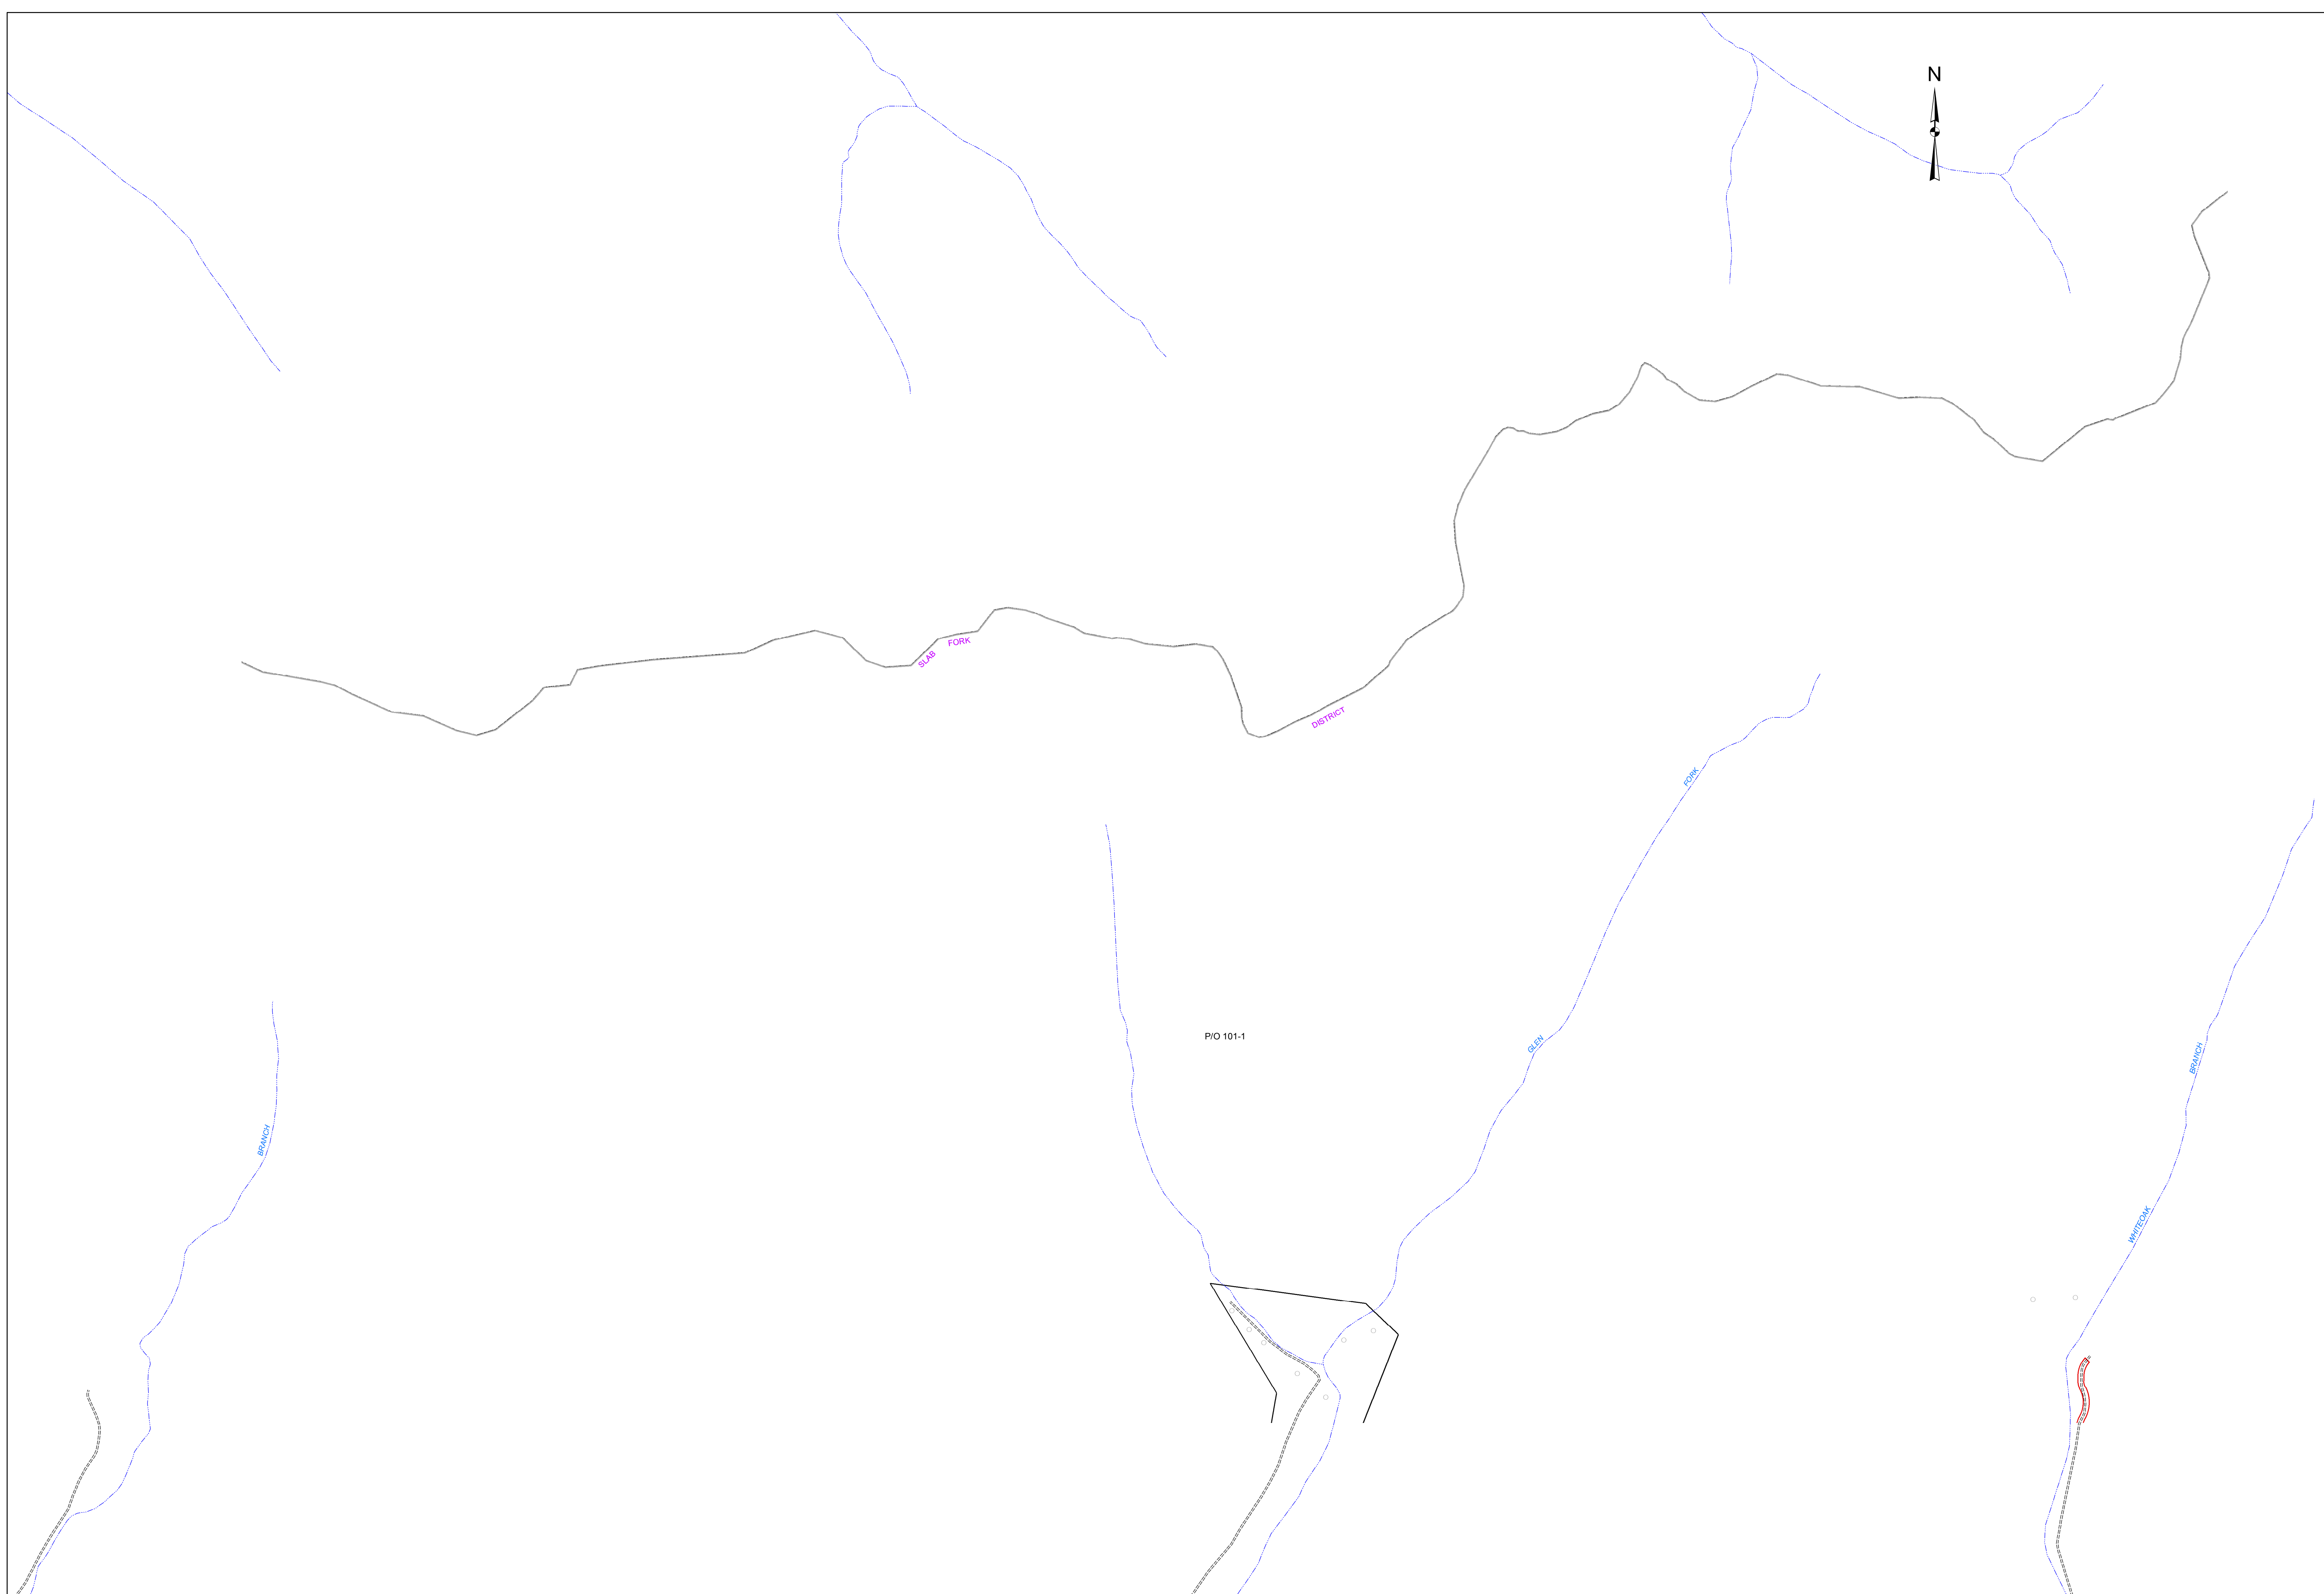 N
SLAB FORK
DISTRICT
GLEN FORK
P/O 101-1
BRANCH
WHITEOAK BRANCH